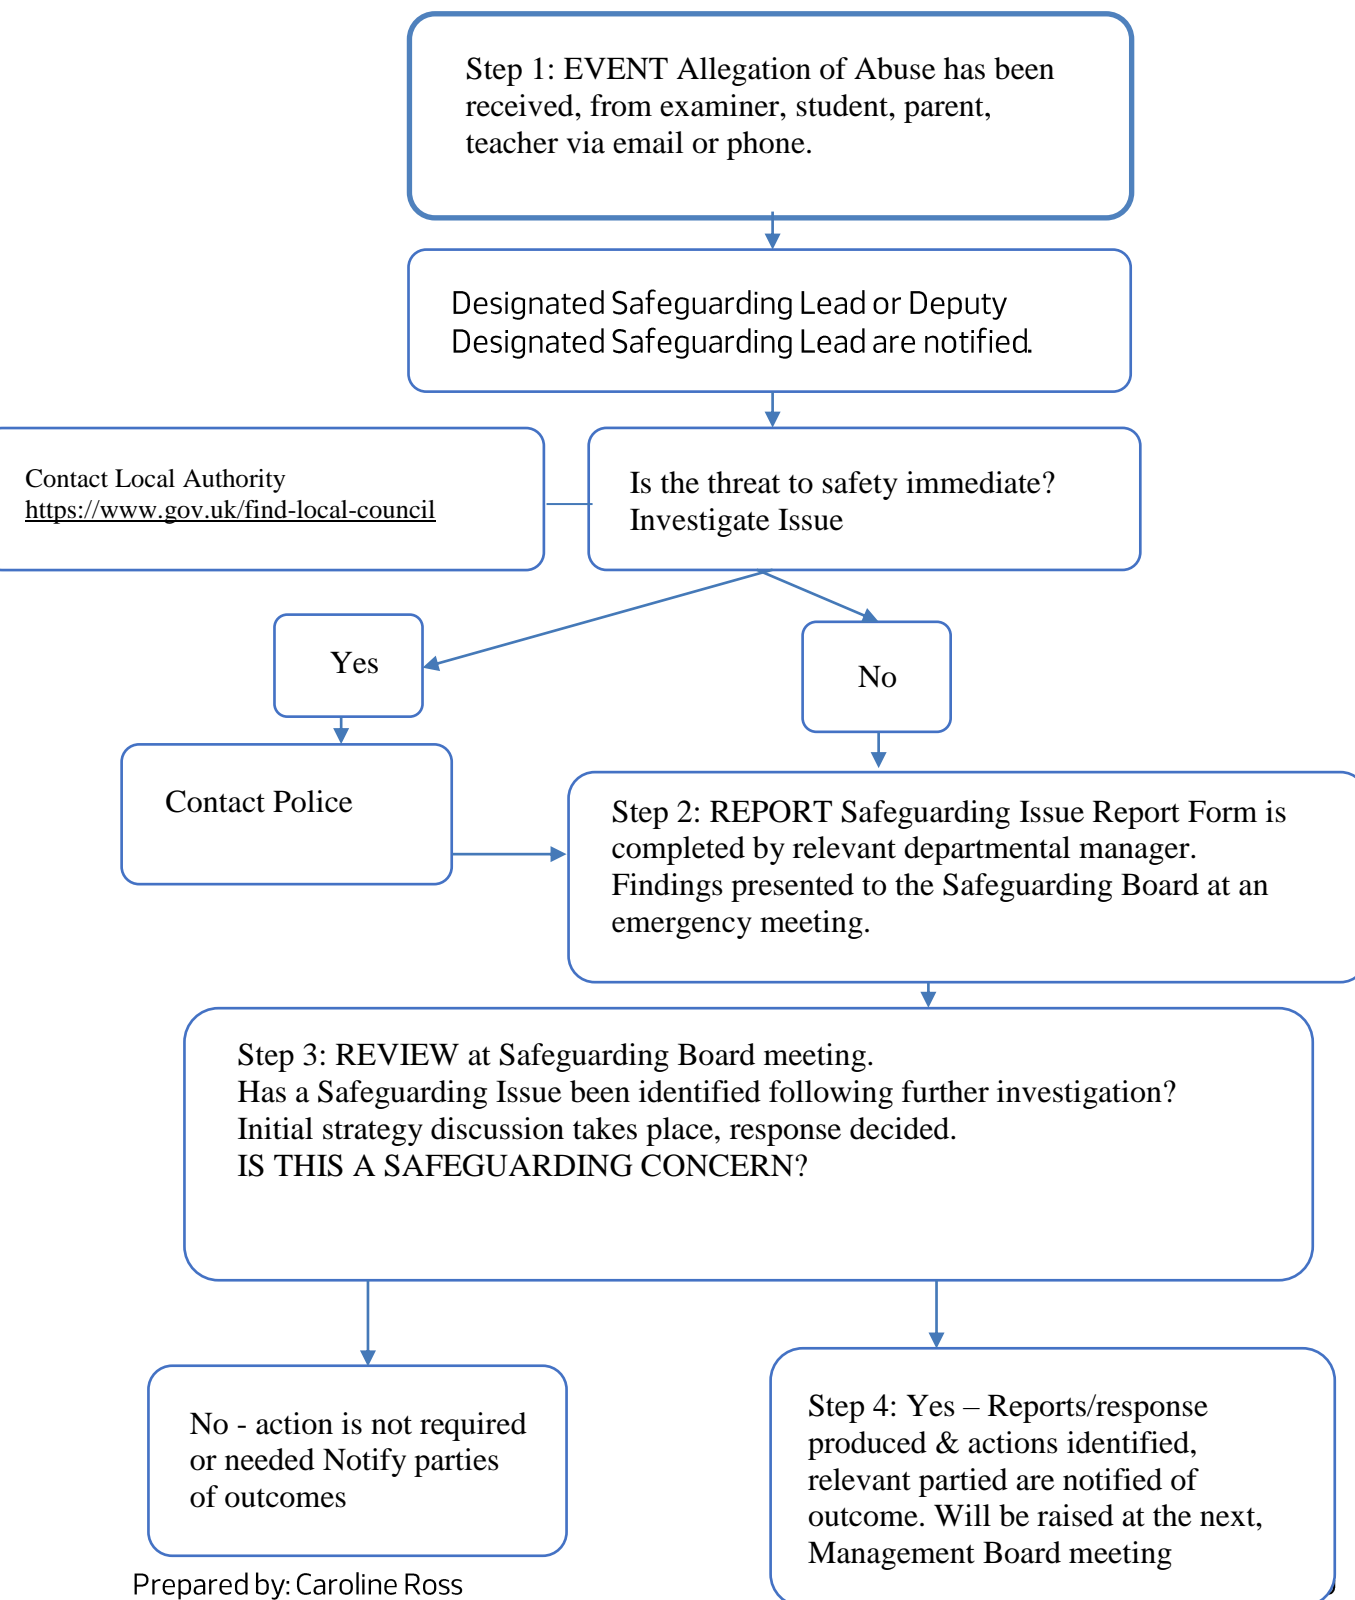 Step 1: EVENT Allegation of Abuse has been
received, from examiner, student, parent,
teacher via email or phone.
Designated Safeguarding Lead or Deputy
Designated Safeguarding Lead are notified.
Contact Local Authority
https://www.gov.uk/find-local-council
Is the threat to safety immediate?
Investigate Issue
Yes
No
Contact Police
Step 2: REPORT Safeguarding Issue Report Form is
completed by relevant departmental manager.
Findings presented to the Safeguarding Board at an
emergency meeting.
Step 3: REVIEW at Safeguarding Board meeting.
Has a Safeguarding Issue been identified following further investigation?
Initial strategy discussion takes place, response decided.
IS THIS A SAFEGUARDING CONCERN?
No - action is not required
or needed Notify parties
of outcomes
Step 4: Yes – Reports/response
produced & actions identified,
relevant partied are notified of
outcome. Will be raised at the next,
Management Board meeting
Prepared by: Caroline Ross